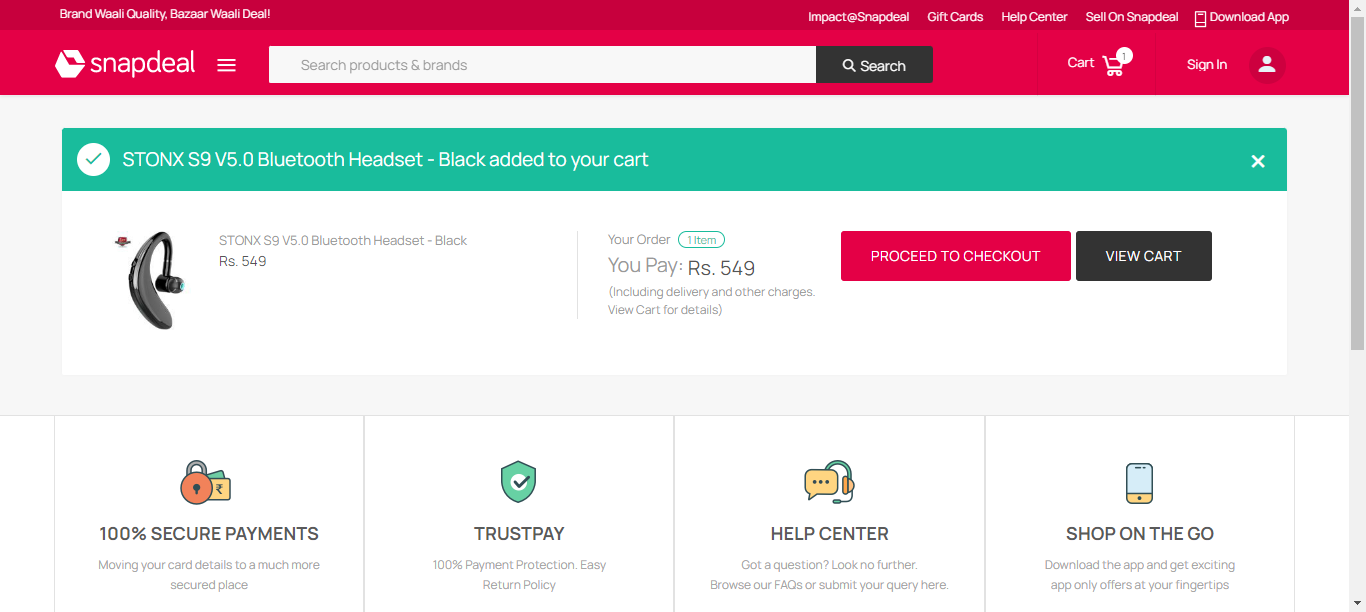 Brand Waali Quality, Bazaar Waali Deal!
Impact@Snapdeal Gift Cards Help Center Sell On Snapdeal Download App
snapdeal
Search products & brands
Search
Cart 1
Sign In
STONX S9 V5.0 Bluetooth Headset - Black added to your cart
STONX S9 V5.0 Bluetooth Headset - Black
Rs. 549
Your Order 1 Item
You Pay: Rs. 549
(Including delivery and other charges.
View Cart for details)
PROCEED TO CHECKOUT
VIEW CART
100% SECURE PAYMENTS
Moving your card details to a much more
secured place
TRUSTPAY
100% Payment Protection. Easy
Return Policy
HELP CENTER
Got a question? Look no further.
Browse our FAQs or submit your query here.
SHOP ON THE GO
Download the app and get exciting
app only offers at your fingertips